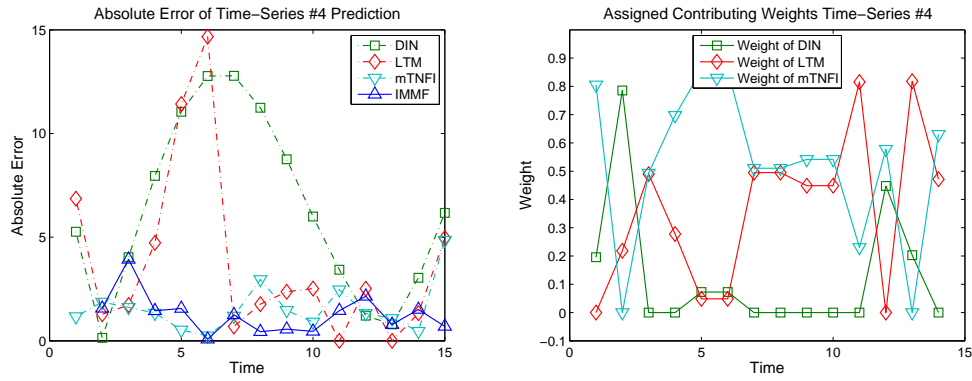 Absolute Error of Time-Series #4 Prediction
15
10
5
0
Absolute Error
0
5
10
15
Time
DIN
LTM
mTNFI
IMMF
Assigned Contributing Weights Time-Series #4
0.9
0.8
0.7
0.6
0.5
0.4
0.3
0.2
0.1
0
-0.1
Weight
0
5
10
15
Time
Weight of DIN
Weight of LTM
Weight of mTNFI